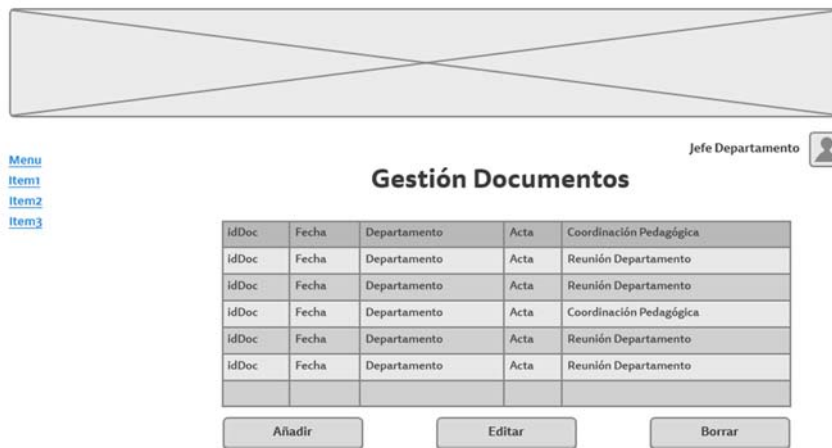 Jefe Departamento
Menu
Item1
Item2
Item3
Gestión Documentos
idDoc Fecha Departamento Acta Coordinación Pedagógica
idDoc Fecha Departamento Acta Reunión Departamento
idDoc Fecha Departamento Acta Reunión Departamento
idDoc Fecha Departamento Acta Coordinación Pedagógica
idDoc Fecha Departamento Acta Reunión Departamento
idDoc Fecha Departamento Acta Reunión Departamento
Añadir Editar Borrar